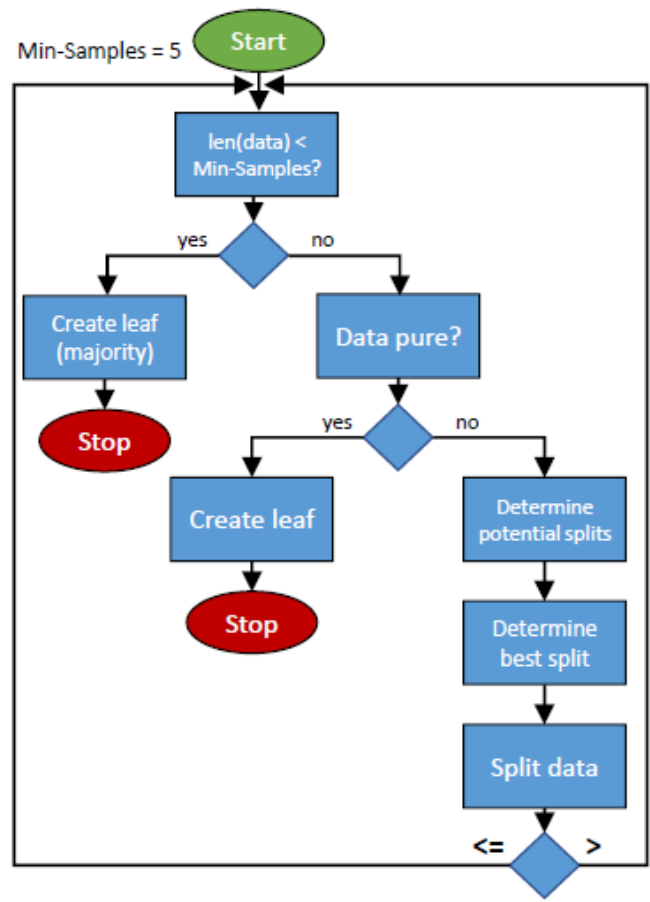 Start
Min-Samples = 5
len(data) <
Min-Samples?
yes
no
Create leaf
(majority)
Data pure?
Stop
yes
no
Create leaf
Determine
potential splits
Stop
Determine
best split
Split data
<=
>